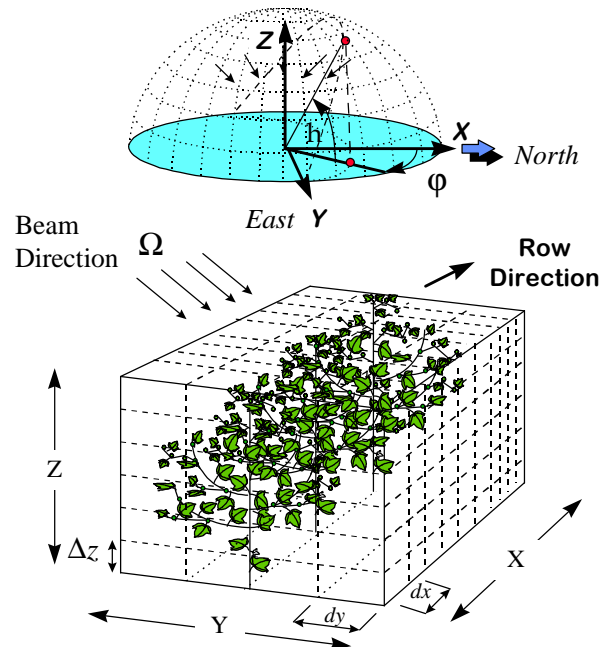 Z
h
X
North
φ
East Y
Beam
Direction
Ω
Row
Direction
Z
Δz
X
dx
dy
Y